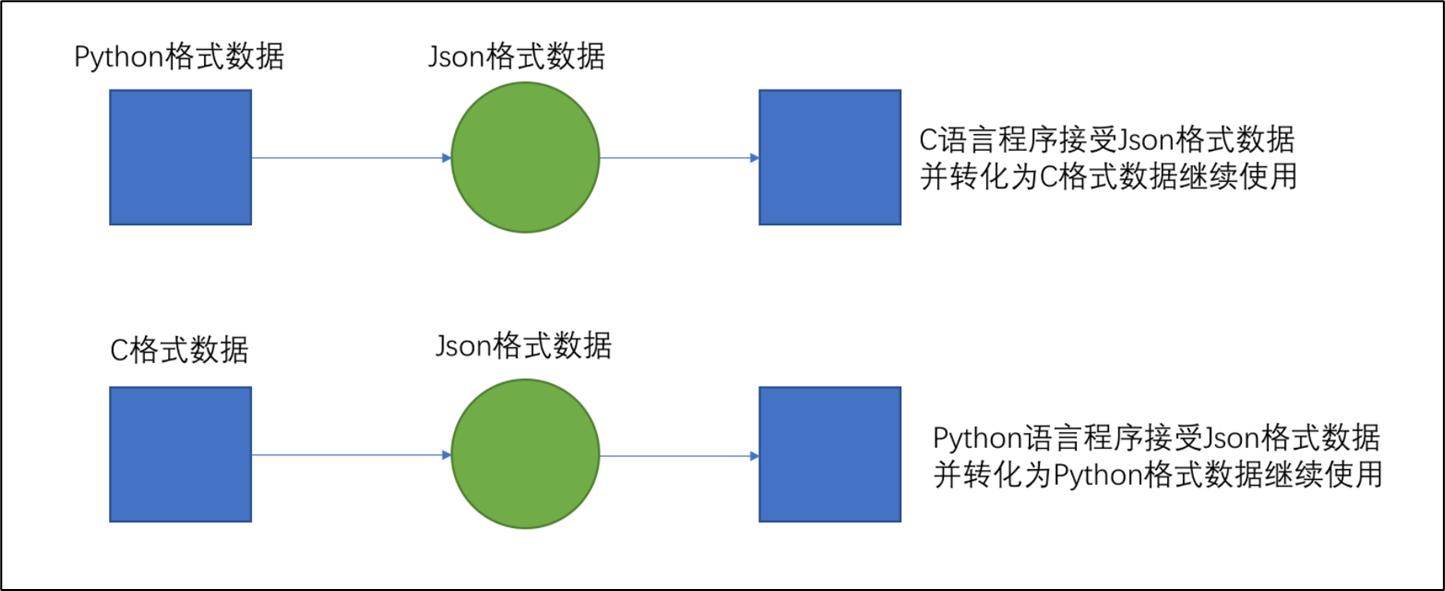 Python格式数据
Json格式数据
C语言程序接受Json格式数据
并转化为C格式数据继续使用
C格式数据
Json格式数据
Python语言程序接受Json格式数据
并转化为Python格式数据继续使用